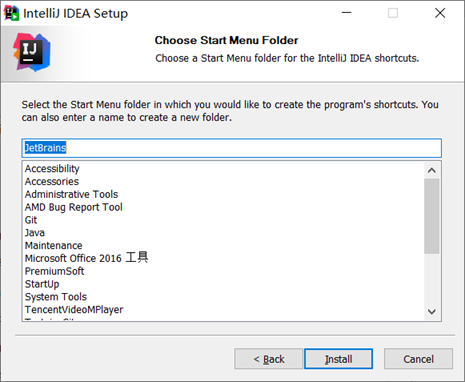 IntelliJ IDEA Setup
IJ
Choose Start Menu Folder
Choose a Start Menu folder for the IntelliJ IDEA shortcuts.
Select the Start Menu folder in which you would like to create the program's shortcuts. You
can also enter a name to create a new folder.
JetBrains
Accessibility
Accessories
Administrative Tools
AMD Bug Report Tool
Git
Java
Maintenance
Microsoft Office 2016 工具
PremiumSoft
StartUp
System Tools
TencentVideoMPlayer
< Back
Install
Cancel